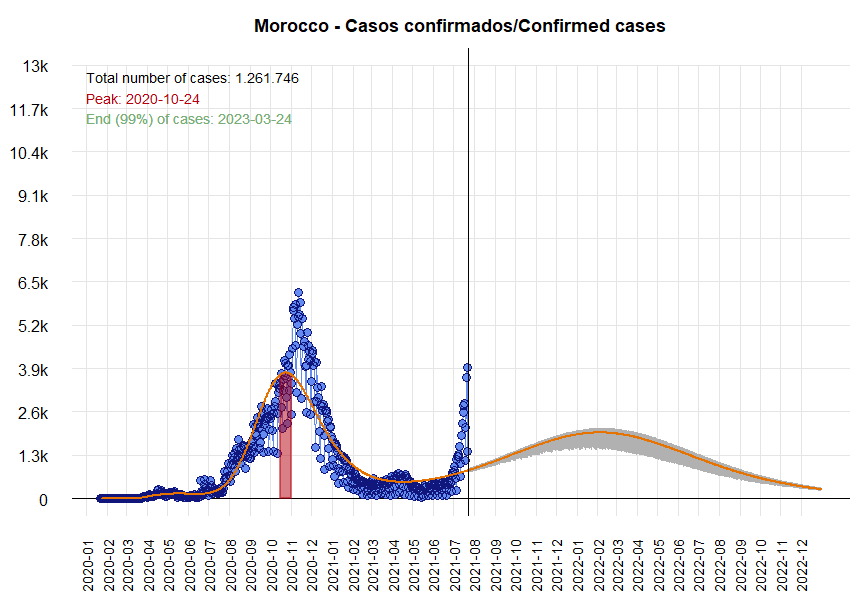 Morocco - Casos confirmados/Confirmed cases
13k
Total number of cases: 1.261.746
Peak: 2020-10-24
11.7k
End (99%) of cases: 2023-03-24
10.4k
9.1k
7.8k
6.5k
5.2k
3.9k
2.6k
1.3k
0
2020-01
2020-02
2020-03
2020-04
2020-05
2020-06
2020-07
2020-08
2020-09
2020-10
2020-11
2020-12
2021-01
2021-02
2021-03
2021-04
2021-05
2021-06
2021-07
2021-08
2021-09
2021-10
2021-11
2021-12
2022-01
2022-02
2022-03
2022-04
2022-05
2022-06
2022-07
2022-08
2022-09
2022-10
2022-11
2022-12